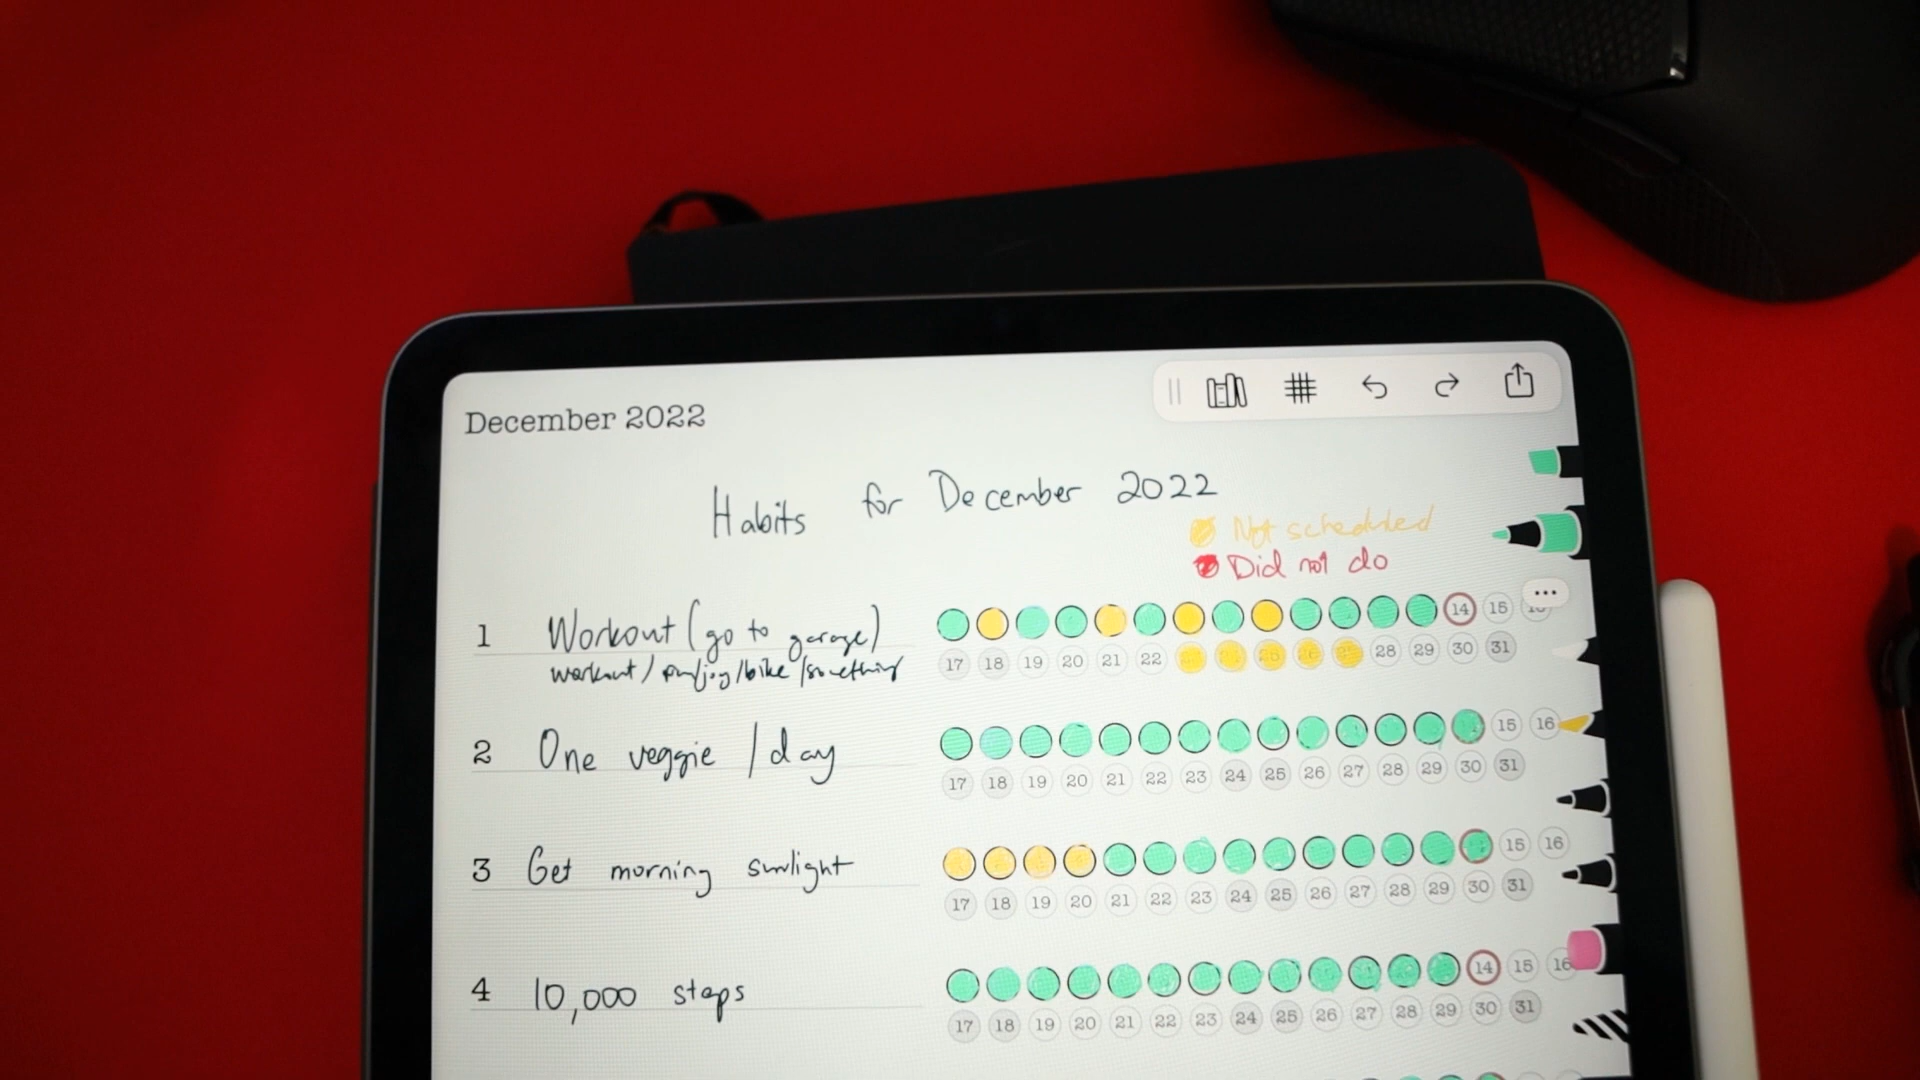 December 2022
Habits for December 2022
Not scheduled
Did not do
1 Workout (go to garage) 14 15
workout / run/jog/bike/something 17 18 19 20 21 22 28 29 30 31
2 One veggie / day 15 16
17 18 19 20 21 22 23 24 25 26 27 28 29 30 31
3 Get morning sunlight 15 16
17 18 19 20 21 22 23 24 25 26 27 28 29 30 31
4 10,000 steps 14 15 16
17 18 19 20 21 22 23 24 25 26 27 28 29 30 31